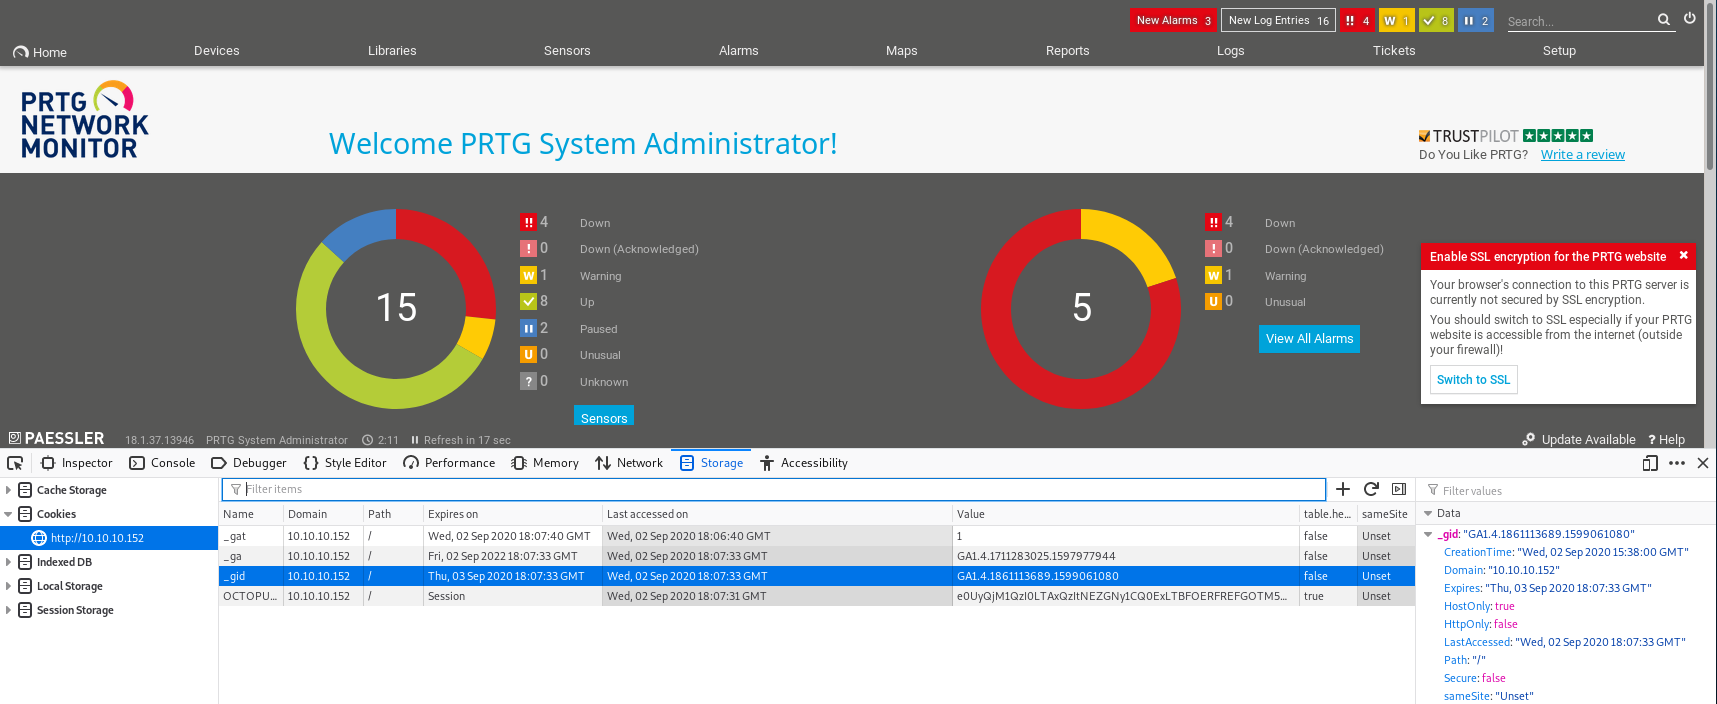 New Alarms 3 New Log Entries 16 !! 4 W 1 8 2 Search...
Home Devices Libraries Sensors Alarms Maps Reports Logs Tickets Setup
PRTG
NETWORK
MONITOR
Welcome PRTG System Administrator!
TRUSTPILOT
Do You Like PRTG? Write a review
15
!! 4 Down
! 0 Down (Acknowledged)
W 1 Warning
8 Up
2 Paused
U 0 Unusual
? 0 Unknown
Sensors
5
!! 4 Down
! 0 Down (Acknowledged)
W 1 Warning
U 0 Unusual
View All Alarms
Enable SSL encryption for the PRTG website
Your browser's connection to this PRTG server is
currently not secured by SSL encryption.
You should switch to SSL especially if your PRTG
website is accessible from the internet (outside
your firewall)!
Switch to SSL
PAESSLER 18.1.37.13946 PRTG System Administrator 2:11 Refresh in 17 sec Update Available ? Help
Inspector Console Debugger Style Editor Performance Memory Network Storage Accessibility
Cache Storage
Cookies
http://10.10.10.152
Indexed DB
Local Storage
Session Storage
Filter items
Name Domain Path Expires on Last accessed on Value table.he... sameSite
_gat 10.10.10.152 / Wed, 02 Sep 2020 18:07:40 GMT Wed, 02 Sep 2020 18:06:40 GMT 1 false Unset
_ga 10.10.10.152 / Fri, 02 Sep 2022 18:07:33 GMT Wed, 02 Sep 2020 18:07:33 GMT GA1.4.1711283025.1597977944 false Unset
_gid 10.10.10.152 / Thu, 03 Sep 2020 18:07:33 GMT Wed, 02 Sep 2020 18:07:33 GMT GA1.4.1861113689.1599061080 false Unset
OCTOPU... 10.10.10.152 / Session Wed, 02 Sep 2020 18:07:31 GMT e0UyQjM1QzI0LTAxQzItNEZGNy1CQ0ExLTBFOERFREFGOTM5... true Unset
Filter values
Data
_gid: "GA1.4.1861113689.1599061080"
CreationTime: "Wed, 02 Sep 2020 15:38:00 GMT"
Domain: "10.10.10.152"
Expires: "Thu, 03 Sep 2020 18:07:33 GMT"
HostOnly: true
HttpOnly: false
LastAccessed: "Wed, 02 Sep 2020 18:07:33 GMT"
Path: "/"
Secure: false
sameSite: "Unset"